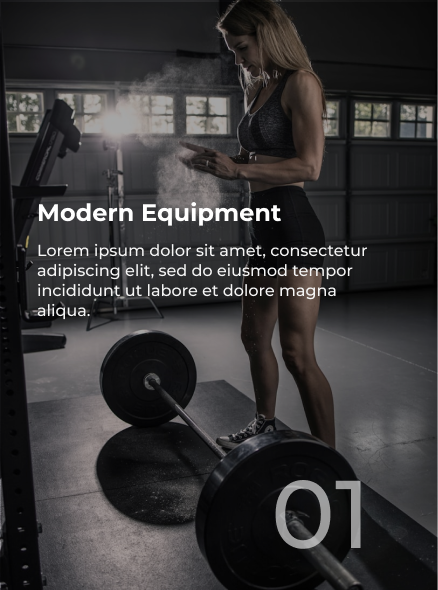 Modern Equipment
Lorem ipsum dolor sit amet, consectetur
adipiscing elit, sed do eiusmod tempor
incididunt ut labore et dolore magna
aliqua.
01